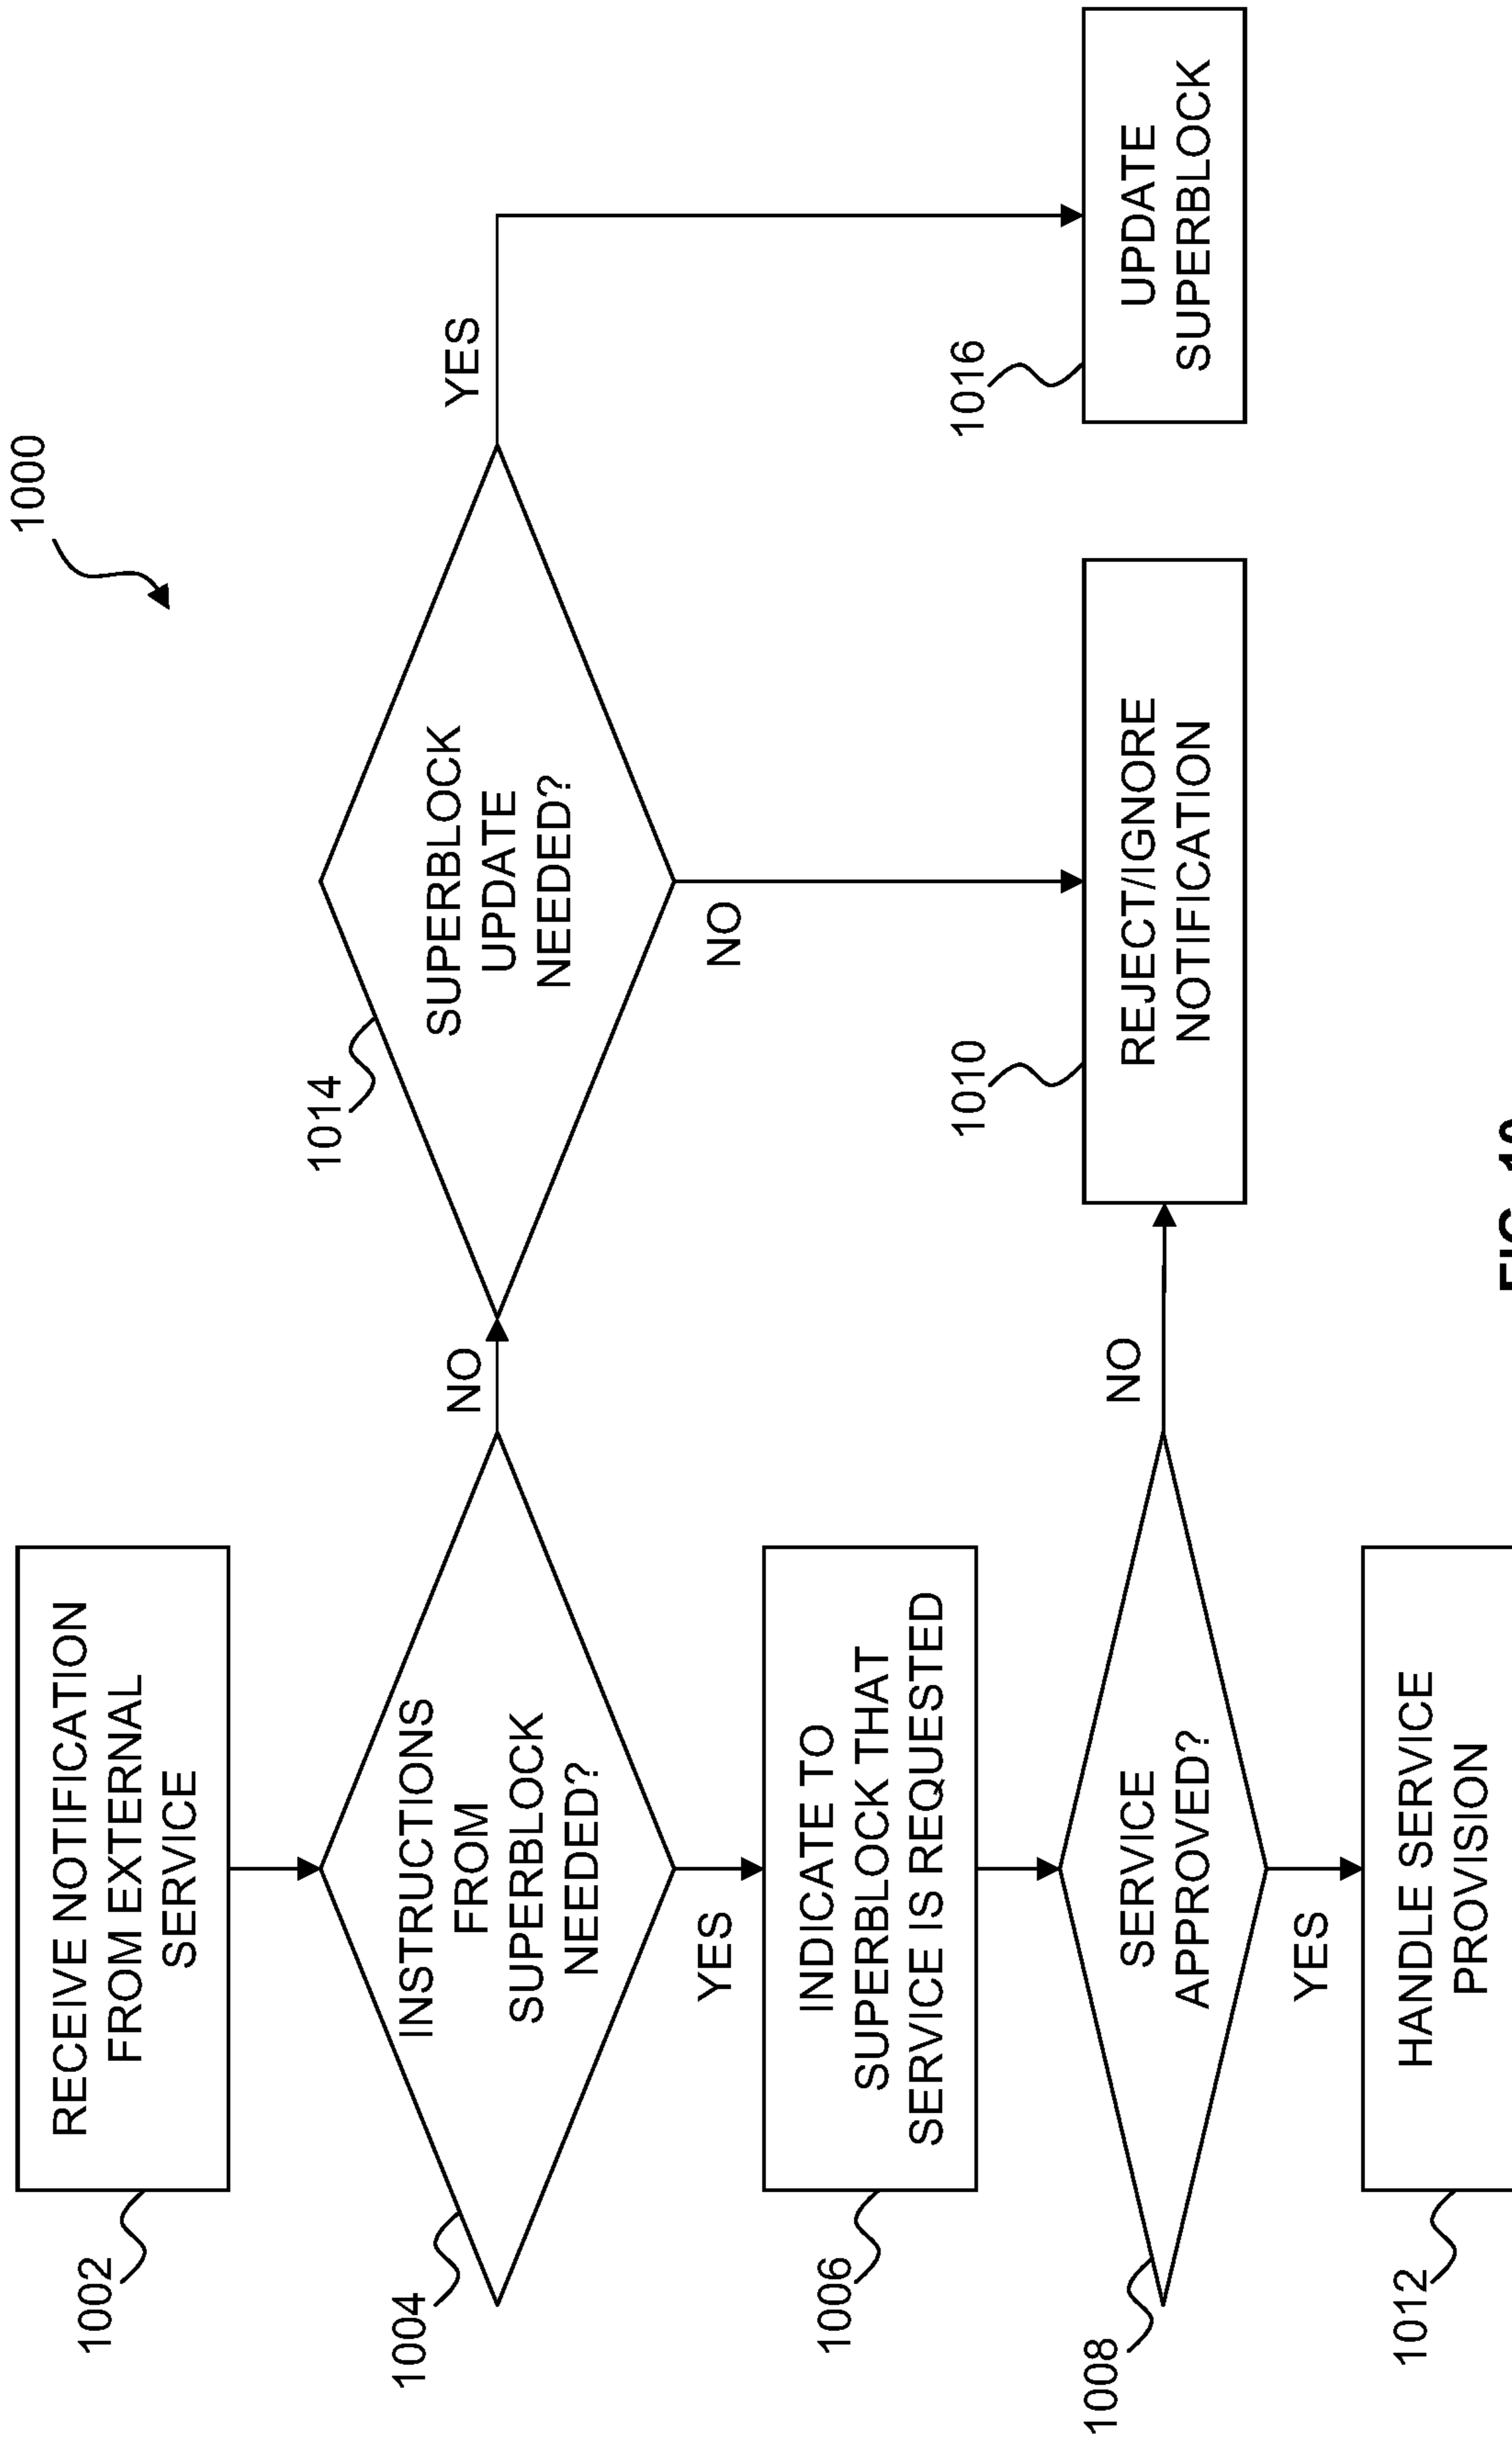 1000
1002
RECEIVE NOTIFICATION
FROM EXTERNAL
SERVICE
1004
INSTRUCTIONS
FROM
SUPERBLOCK
NEEDED?
NO
1014
SUPERBLOCK
UPDATE
NEEDED?
YES
YES
NO
1006
INDICATE TO
SUPERBLOCK THAT
SERVICE IS REQUESTED
1008
SERVICE
APPROVED?
NO
1010
REJECT/IGNORE
NOTIFICATION
1016
UPDATE
SUPERBLOCK
YES
1012
HANDLE SERVICE
PROVISION